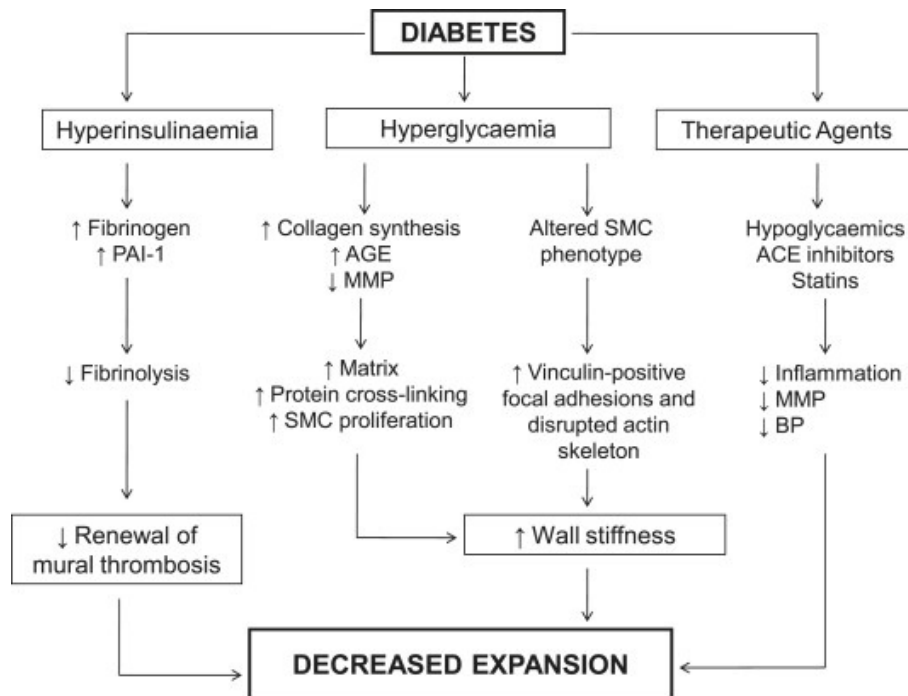 DIABETES
Hyperinsulinaemia
Hyperglycaemia
Therapeutic Agents
↑ Fibrinogen
↑ PAI-1
↑ Collagen synthesis
↑ AGE
↓ MMP
Altered SMC
phenotype
Hypoglycaemics
ACE inhibitors
Statins
↓ Fibrinolysis
↑ Matrix
↑ Protein cross-linking
↑ SMC proliferation
↑ Vinculin-positive
focal adhesions and
disrupted actin
skeleton
↓ Inflammation
↓ MMP
↓ BP
↓ Renewal of
mural thrombosis
↑ Wall stiffness
DECREASED EXPANSION